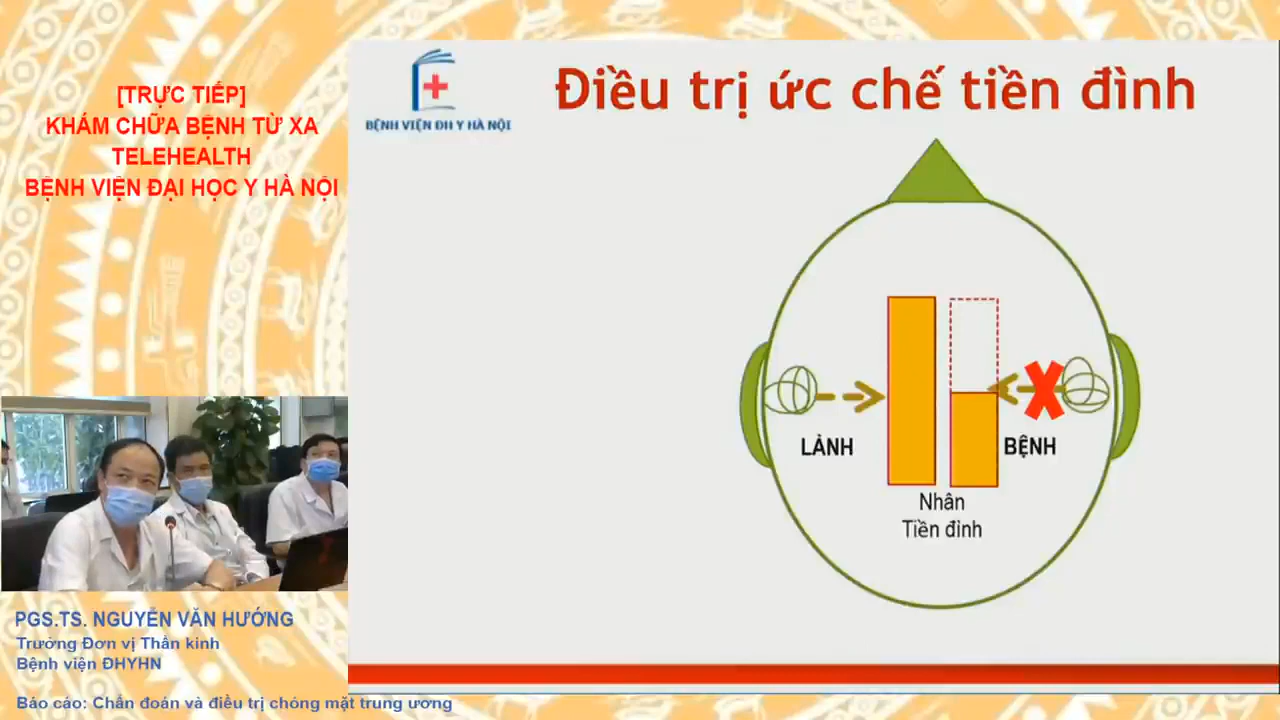 [TRỰC TIẾP]
KHÁM CHỮA BỆNH TỪ XA
TELEHEALTH
BỆNH VIỆN ĐẠI HỌC Y HÀ NỘI
BỆNH VIỆN ĐH Y HÀ NỘI
Điều trị ức chế tiền đình
LÀNH
BỆNH
Nhân
Tiền đình
PGS.TS. NGUYỄN VĂN HƯỚNG
Trưởng Đơn vị Thần kinh
Bệnh viện ĐHYHN
Báo cáo: Chẩn đoán và điều trị chóng mặt trung ương